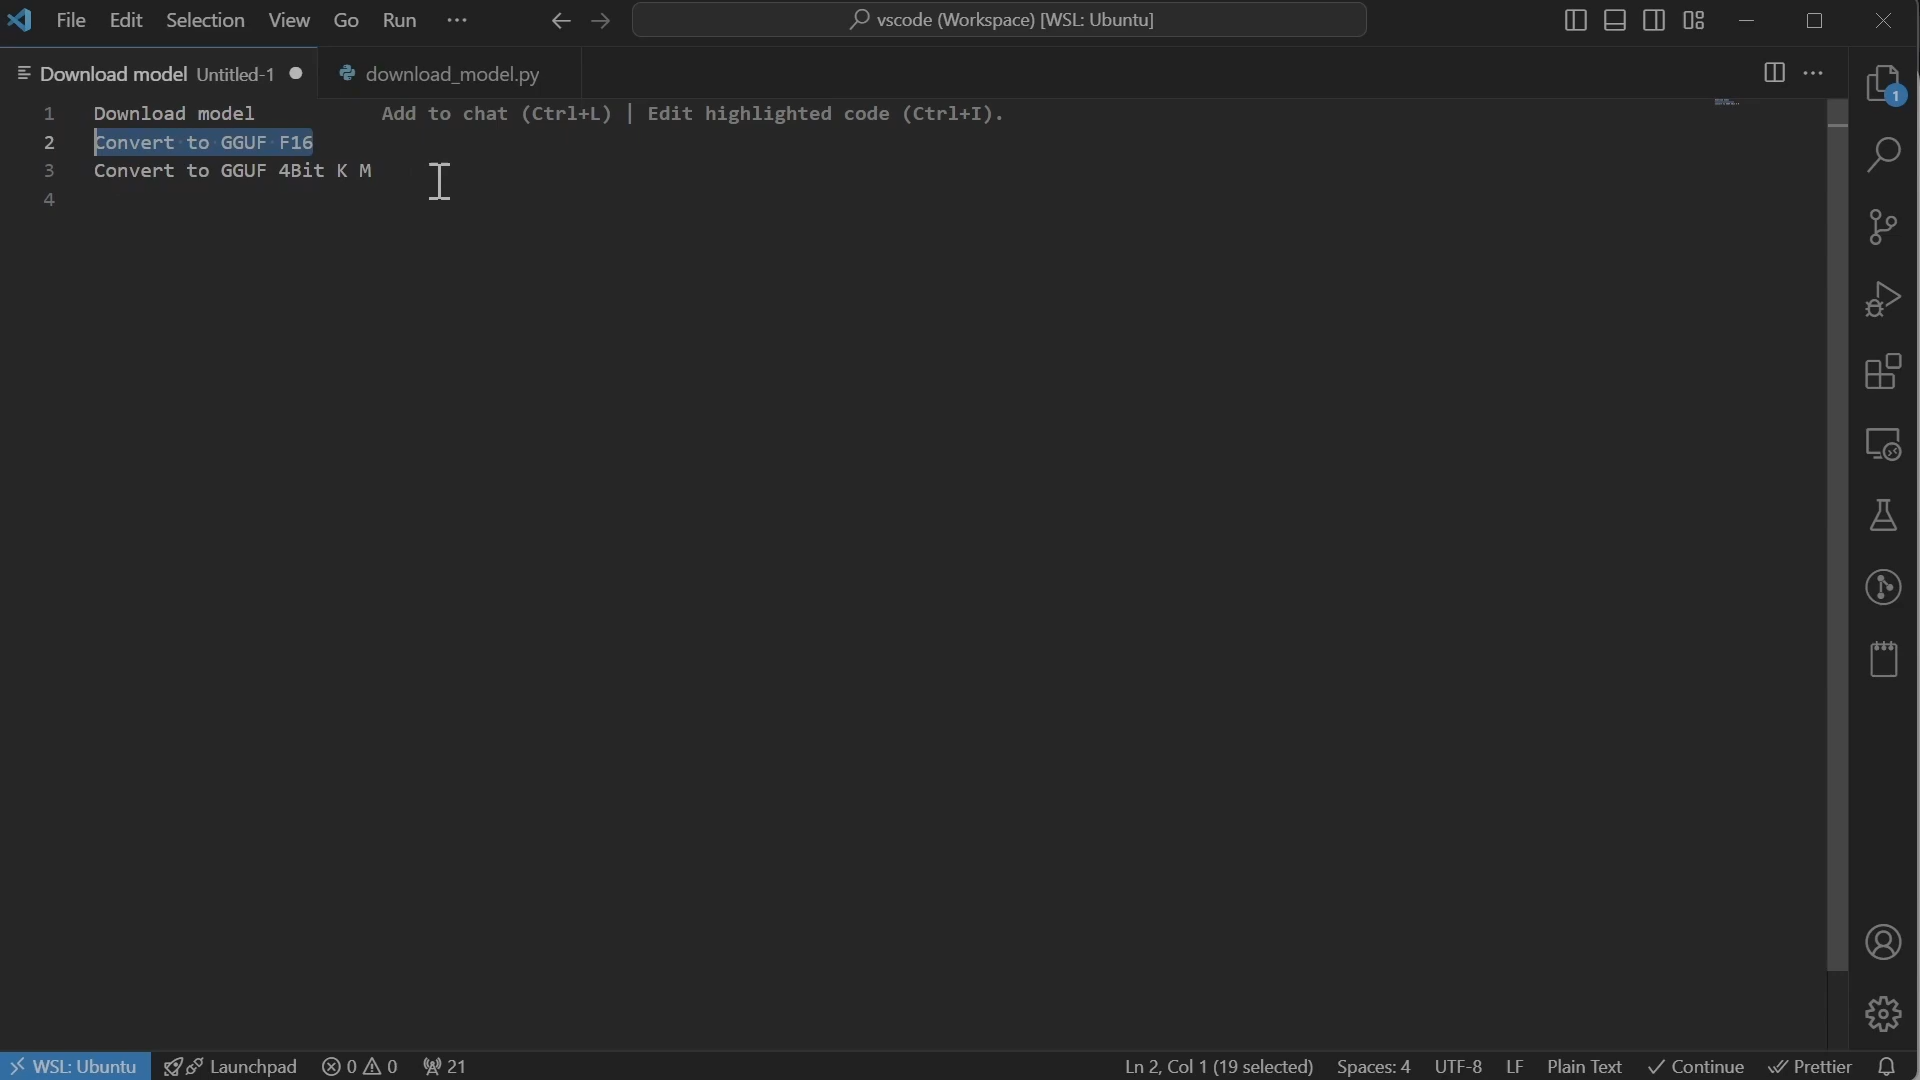 File Edit Selection View Go Run ··· vscode (Workspace) [WSL: Ubuntu]
Download model Untitled-1 download_model.py
1 Download model Add to chat (Ctrl+L) | Edit highlighted code (Ctrl+I).
2 Convert to GGUF F16
3 Convert to GGUF 4Bit K M
4
1
WSL: Ubuntu Launchpad 0 0 21 Ln 2, Col 1 (19 selected) Spaces: 4 UTF-8 LF Plain Text Continue Prettier